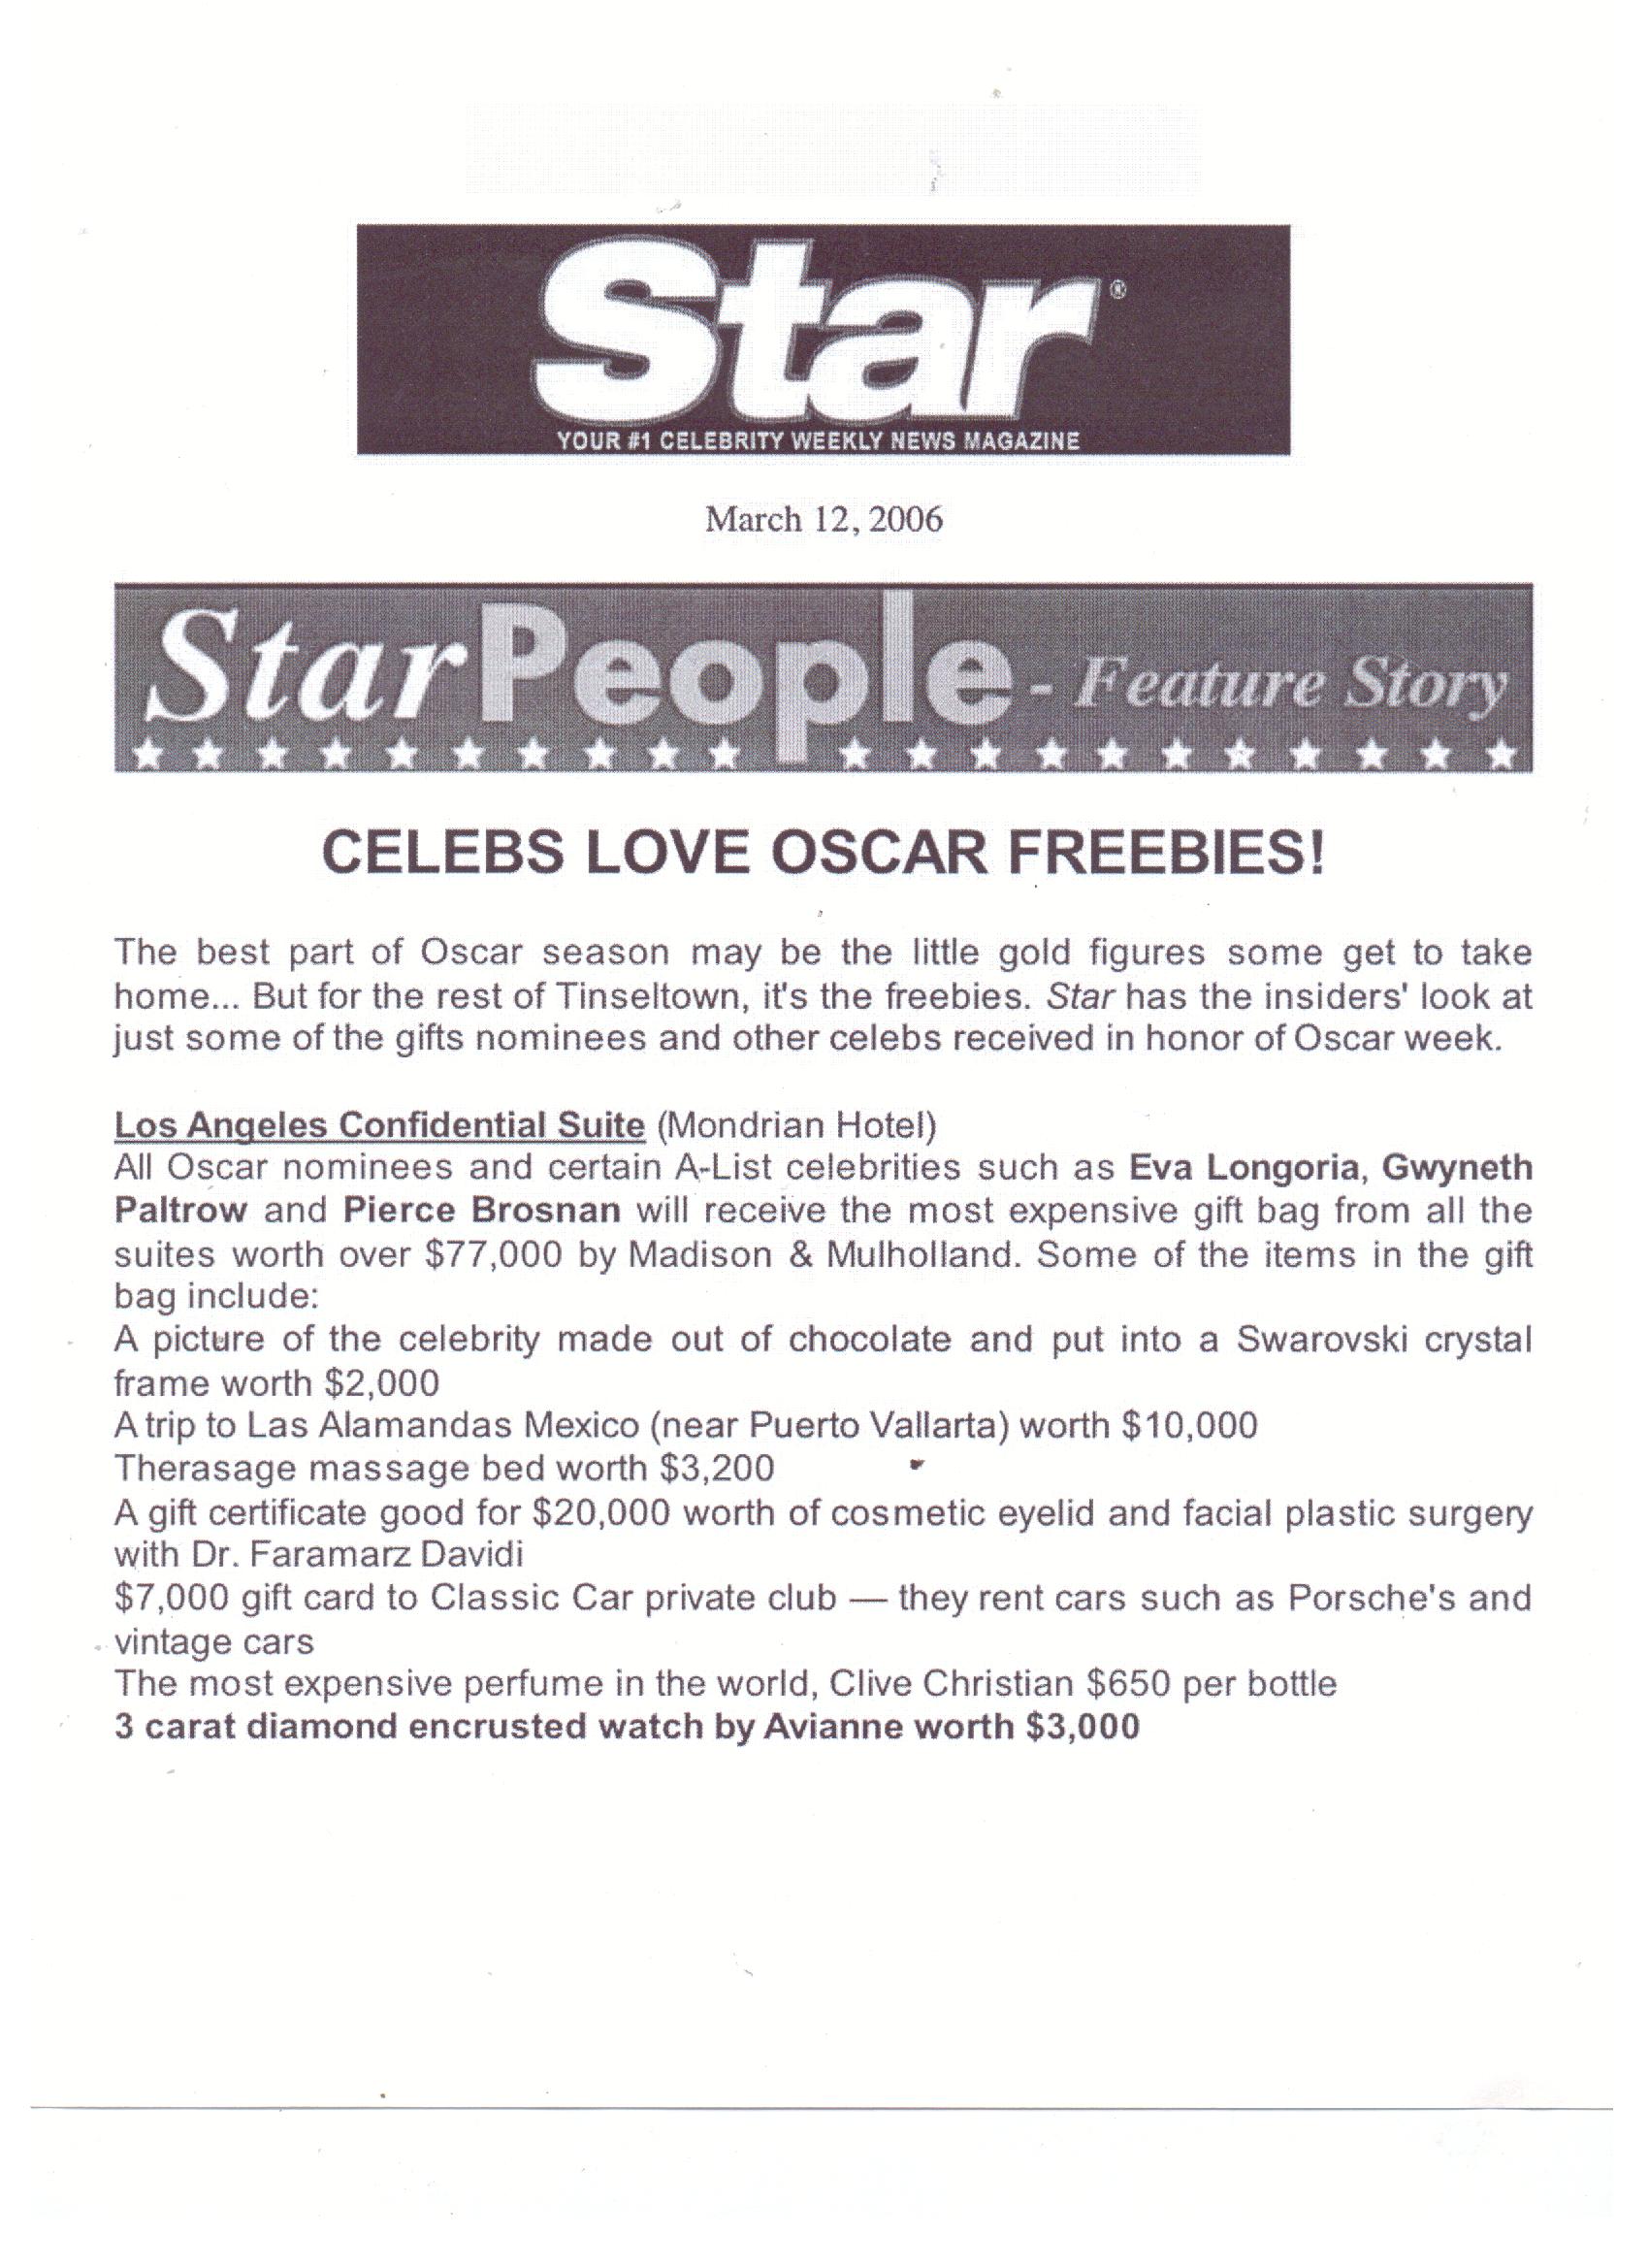 Star®
YOUR #1 CELEBRITY WEEKLY NEWS MAGAZINE
March 12, 2006
StarPeople - Feature Story
CELEBS LOVE OSCAR FREEBIES!
The best part of Oscar season may be the little gold figures some get to take
home... But for the rest of Tinseltown, it's the freebies. Star has the insiders' look at
just some of the gifts nominees and other celebs received in honor of Oscar week.
Los Angeles Confidential Suite (Mondrian Hotel)
All Oscar nominees and certain A-List celebrities such as Eva Longoria, Gwyneth
Paltrow and Pierce Brosnan will receive the most expensive gift bag from all the
suites worth over $77,000 by Madison & Mulholland. Some of the items in the gift
bag include:
A picture of the celebrity made out of chocolate and put into a Swarovski crystal
frame worth $2,000
A trip to Las Alamandas Mexico (near Puerto Vallarta) worth $10,000
Therasage massage bed worth $3,200
A gift certificate good for $20,000 worth of cosmetic eyelid and facial plastic surgery
with Dr. Faramarz Davidi
$7,000 gift card to Classic Car private club — they rent cars such as Porsche's and
vintage cars
The most expensive perfume in the world, Clive Christian $650 per bottle
3 carat diamond encrusted watch by Avianne worth $3,000